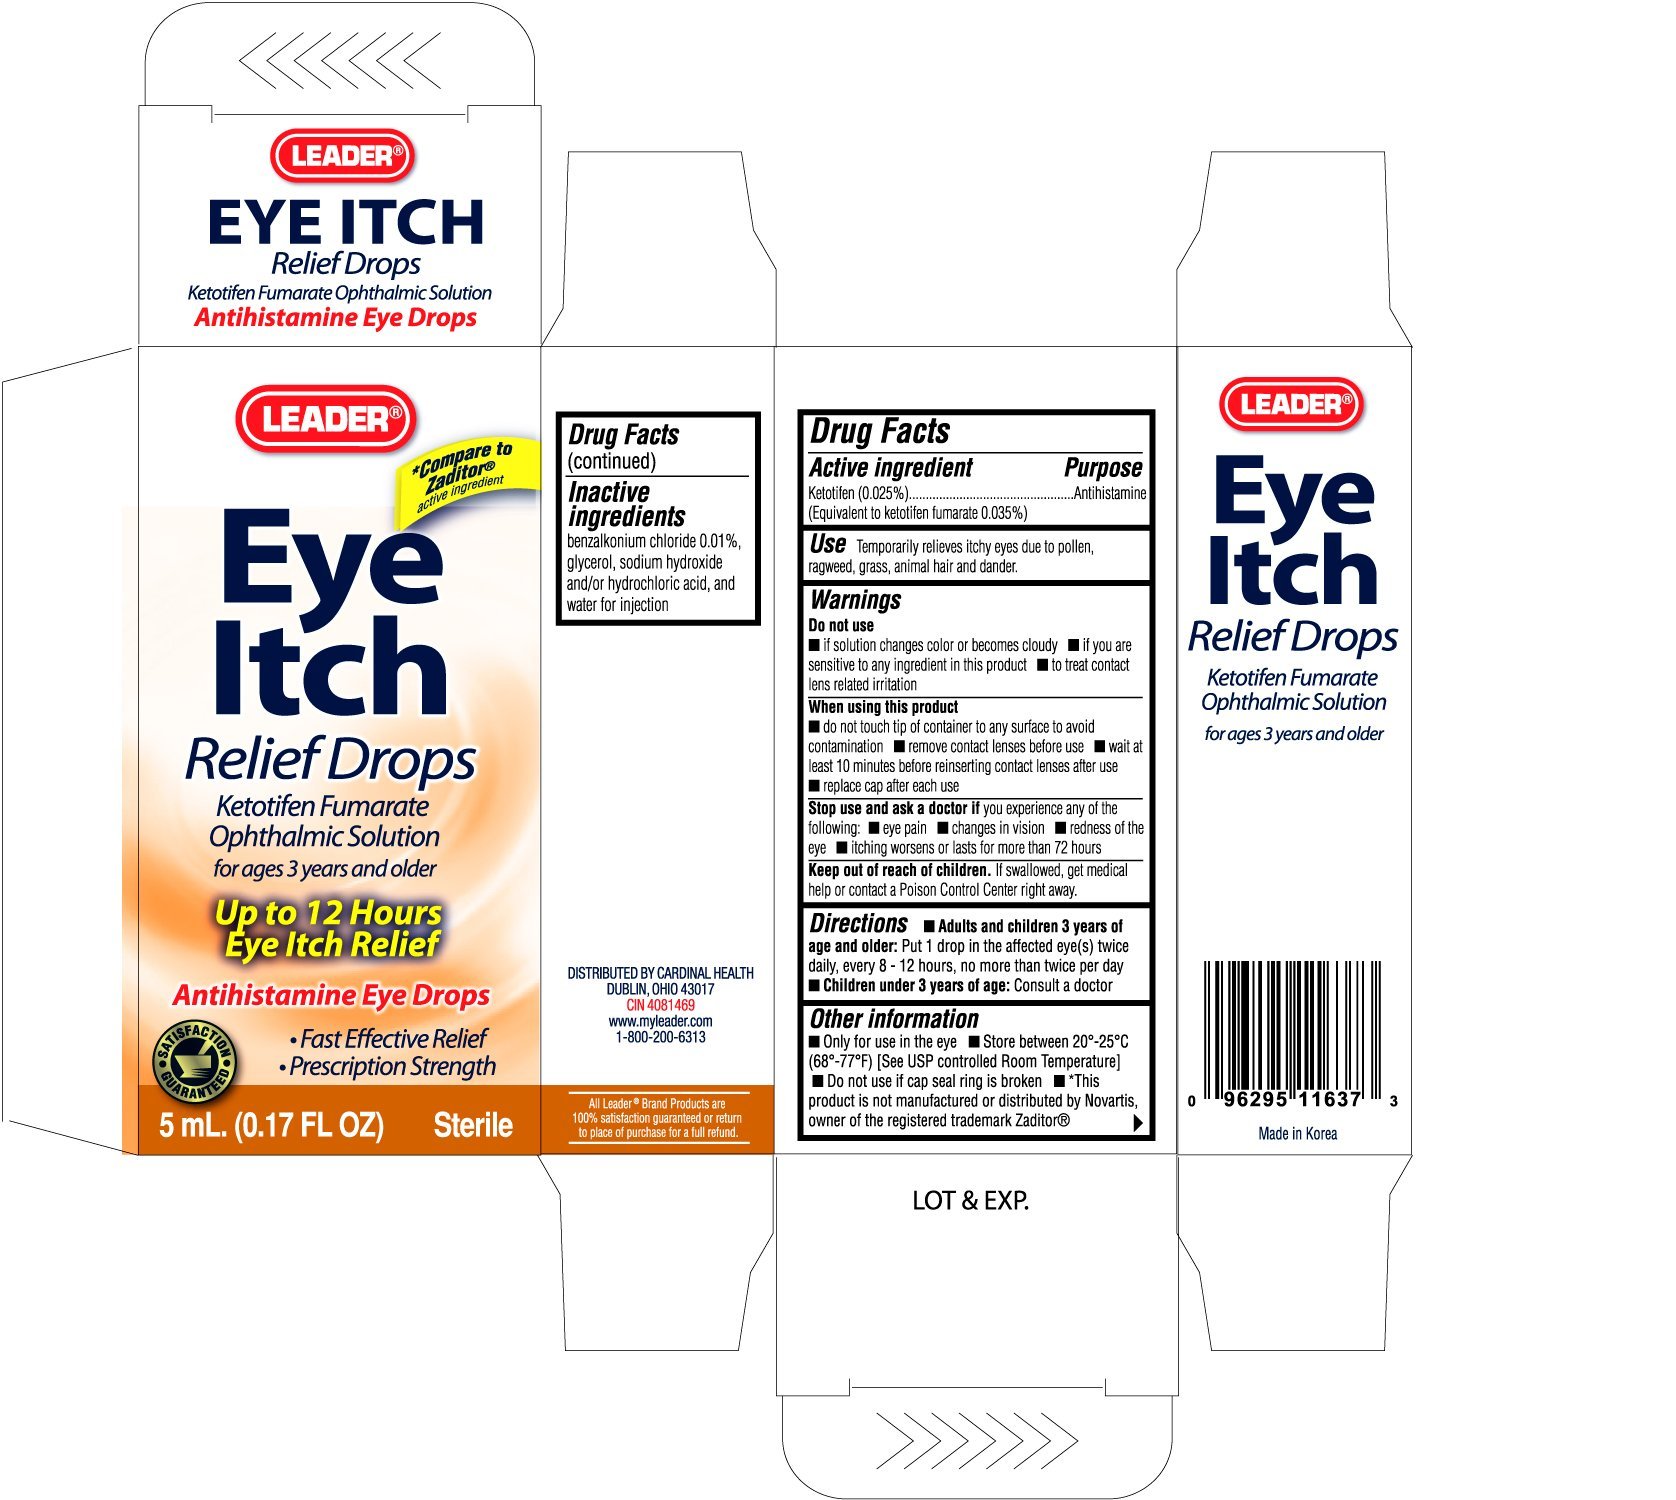 LEADER®
EYE ITCH
Relief Drops
Ketotifen Fumarate Ophthalmic Solution
Antihistamine Eye Drops
LEADER®
*Compare to
Zaditor®
active ingredient
Eye
Itch
Relief Drops
Ketotifen Fumarate
Ophthalmic Solution
for ages 3 years and older
Up to 12 Hours
Eye Itch Relief
Antihistamine Eye Drops
SATISFACTION
GUARANTEED
• Fast Effective Relief
• Prescription Strength
5 mL. (0.17 FL OZ) Sterile
Drug Facts
(continued)
Inactive
ingredients
benzalkonium chloride 0.01%,
glycerol, sodium hydroxide
and/or hydrochloric acid, and
water for injection
DISTRIBUTED BY CARDINAL HEALTH
DUBLIN, OHIO 43017
CIN 4081469
www.myleader.com
1-800-200-6313
All Leader® Brand Products are
100% satisfaction guaranteed or return
to place of purchase for a full refund.
Drug Facts
Active ingredient Purpose
Ketotifen (0.025%).................................................Antihistamine
(Equivalent to ketotifen fumarate 0.035%)
Use Temporarily relieves itchy eyes due to pollen,
ragweed, grass, animal hair and dander.
Warnings
Do not use
■ if solution changes color or becomes cloudy ■ if you are
sensitive to any ingredient in this product ■ to treat contact
lens related irritation
When using this product
■ do not touch tip of container to any surface to avoid
contamination ■ remove contact lenses before use ■ wait at
least 10 minutes before reinserting contact lenses after use
■ replace cap after each use
Stop use and ask a doctor if you experience any of the
following: ■ eye pain ■ changes in vision ■ redness of the
eye ■ itching worsens or lasts for more than 72 hours
Keep out of reach of children. If swallowed, get medical
help or contact a Poison Control Center right away.
Directions ■ Adults and children 3 years of
age and older: Put 1 drop in the affected eye(s) twice
daily, every 8 - 12 hours, no more than twice per day
■ Children under 3 years of age: Consult a doctor
Other information
■ Only for use in the eye ■ Store between 20°-25°C
(68°-77°F) [See USP controlled Room Temperature]
■ Do not use if cap seal ring is broken ■ *This
product is not manufactured or distributed by Novartis,
owner of the registered trademark Zaditor®
LOT & EXP.
LEADER®
Eye
Itch
Relief Drops
Ketotifen Fumarate
Ophthalmic Solution
for ages 3 years and older
0 96295 11637 3
Made in Korea